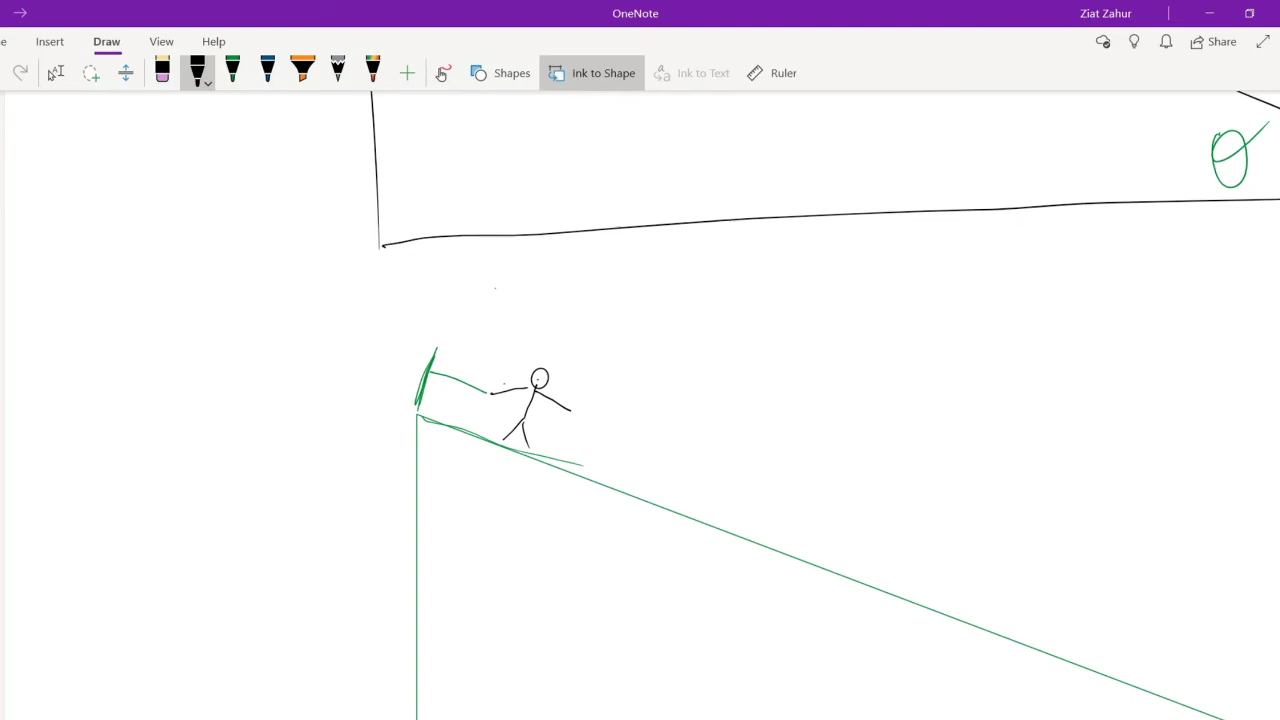 OneNote
Ziat Zahur
e Insert Draw View Help
Share
Shapes
Ink to Shape
Ink to Text
Ruler
θ